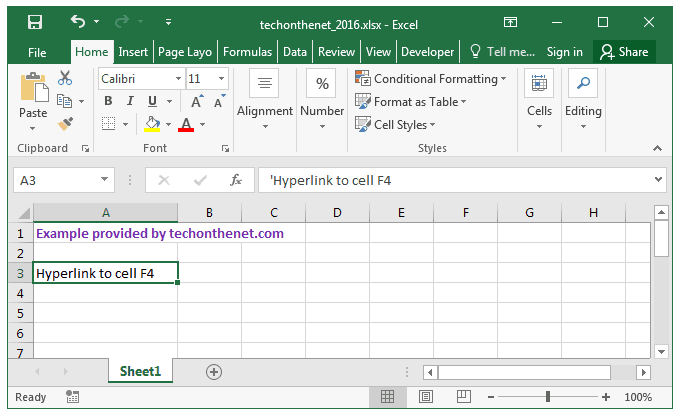 techonthenet_2016.xlsx - Excel
File Home Insert Page Layo Formulas Data Review View Developer Tell me... Sign in Share
Paste
Calibri 11
B I U A A
A
Alignment
%
Number
Conditional Formatting
Format as Table
Cell Styles
Cells
Editing
Clipboard Font Styles
A3 fx 'Hyperlink to cell F4
A B C D E F G H
1 Example provided by techonthenet.com
2
3 Hyperlink to cell F4
4
5
6
7
Sheet1
Ready 100%